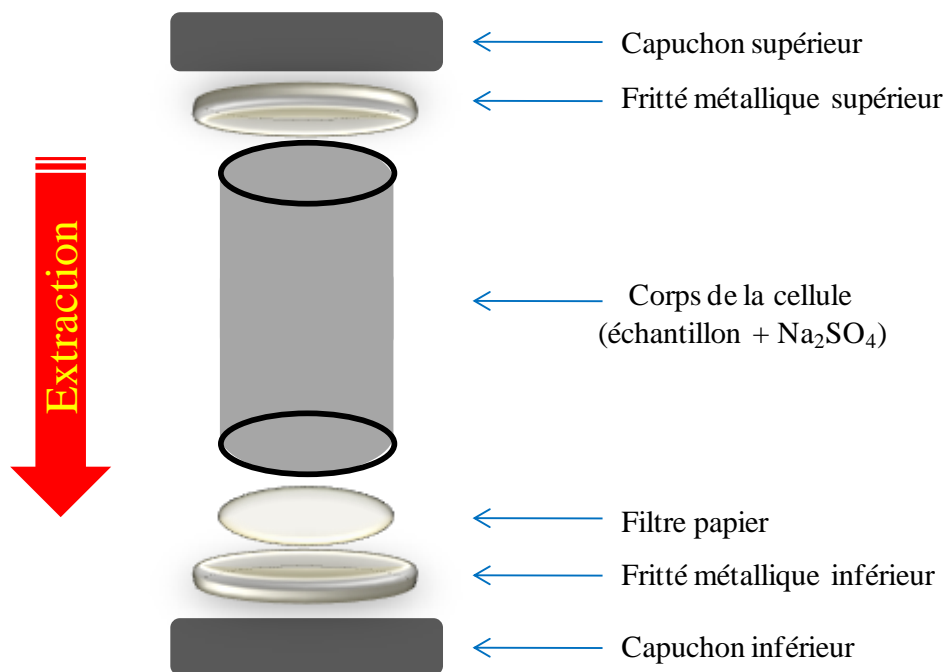 Capuchon supérieur
Fritté métallique supérieur
Extraction
Corps de la cellule
(échantillon + Na₂SO₄)
Filtre papier
Fritté métallique inférieur
Capuchon inférieur